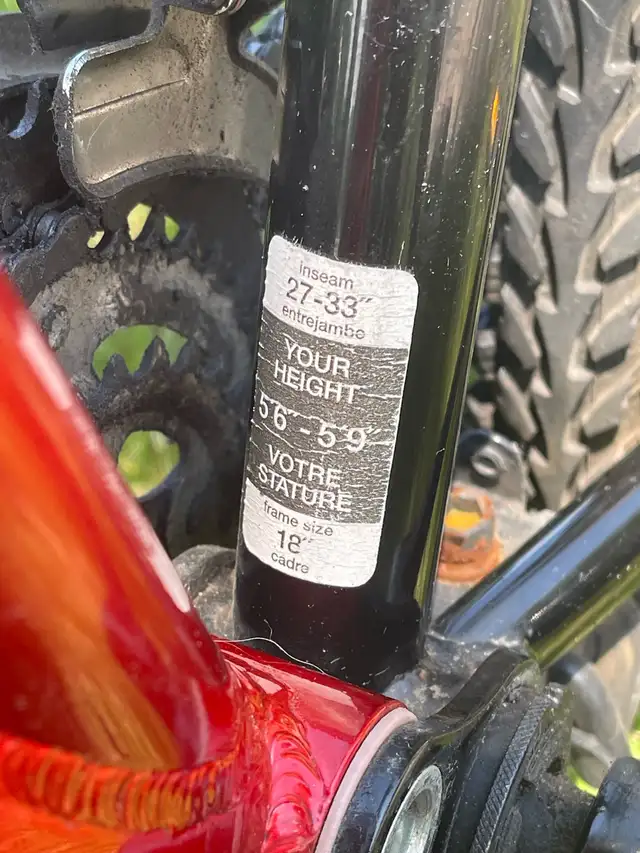 inseam
27-33"
entrejambe
YOUR
HEIGHT
5'6" - 5'9"
VOTRE
STATURE
frame size
18"
cadre